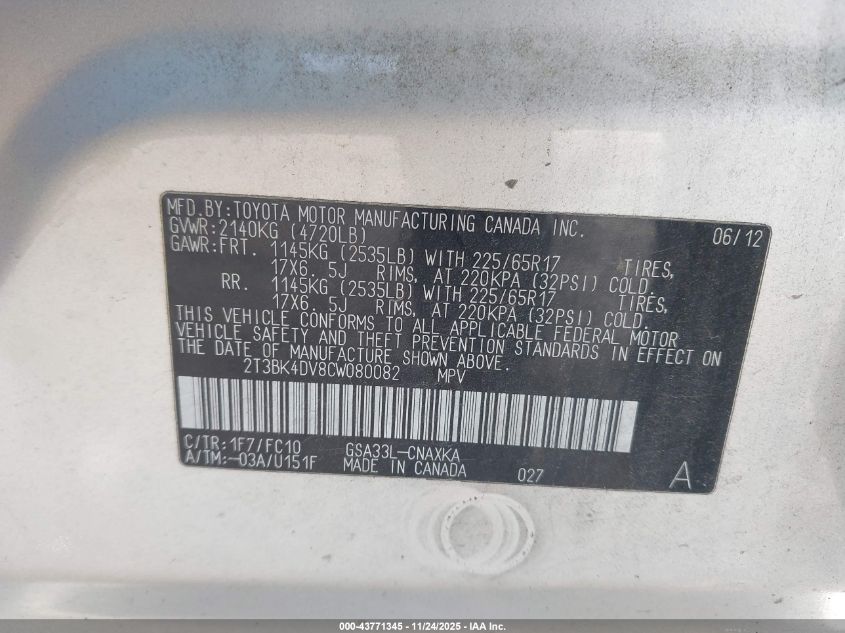 MFD.BY:TOYOTA MOTOR MANUFACTURING CANADA INC. 06/12
GVWR:2140KG (4720LB)
GAWR:FRT. 1145KG (2535LB) WITH 225/65R17 TIRES,
17X6. 5J RIMS, AT 220KPA (32PSI) COLD.
RR. 1145KG (2535LB) WITH 225/65R17 TIRES,
17X6. 5J RIMS, AT 220KPA (32PSI) COLD.
THIS VEHICLE CONFORMS TO ALL APPLICABLE FEDERAL MOTOR
VEHICLE SAFETY AND THEFT PREVENTION STANDARDS IN EFFECT ON
THE DATE OF MANUFACTURE SHOWN ABOVE.
2T3BK4DV8CW080082 MPV
C/TR:1F7/FC10 GSA33L-CNAXKA
A/TM:-03A/U151F MADE IN CANADA 027 A
000-43771345 - 11/24/2025 - IAA Inc.